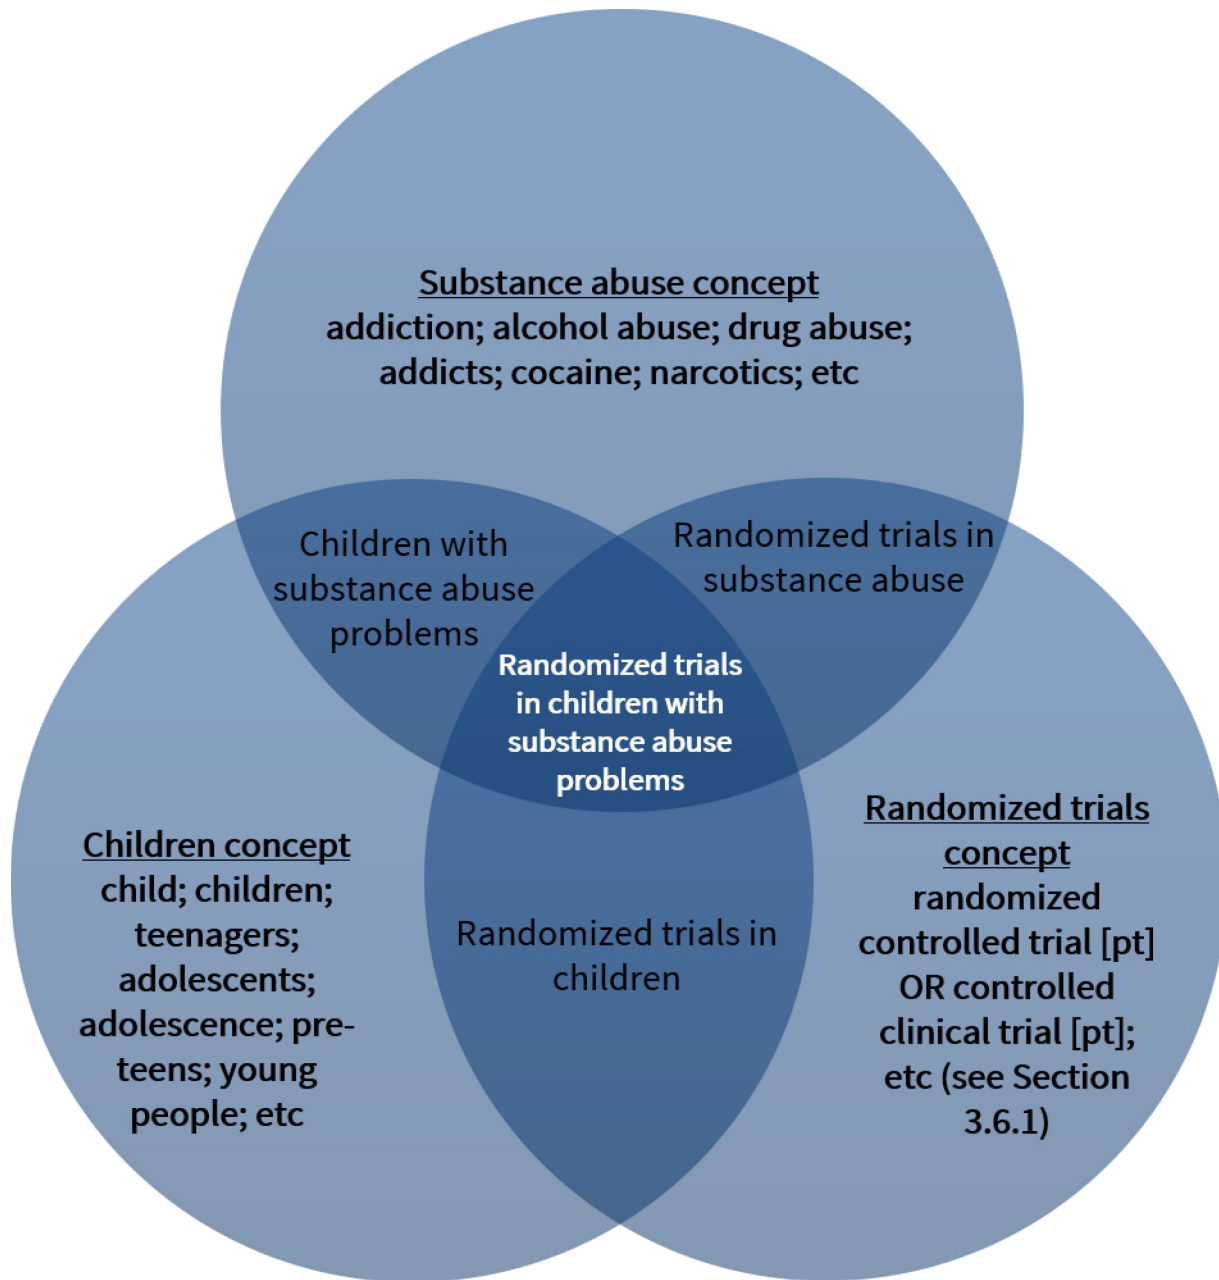 Substance abuse concept
addiction; alcohol abuse; drug abuse;
addicts; cocaine; narcotics; etc
Children with
substance abuse
problems
Randomized trials in
substance abuse
Randomized trials
in children with
substance abuse
problems
Children concept
child; children;
teenagers;
adolescents;
adolescence; pre-
teens; young
people; etc
Randomized trials in
children
Randomized trials
concept
randomized
controlled trial [pt]
OR controlled
clinical trial [pt];
etc (see Section
3.6.1)